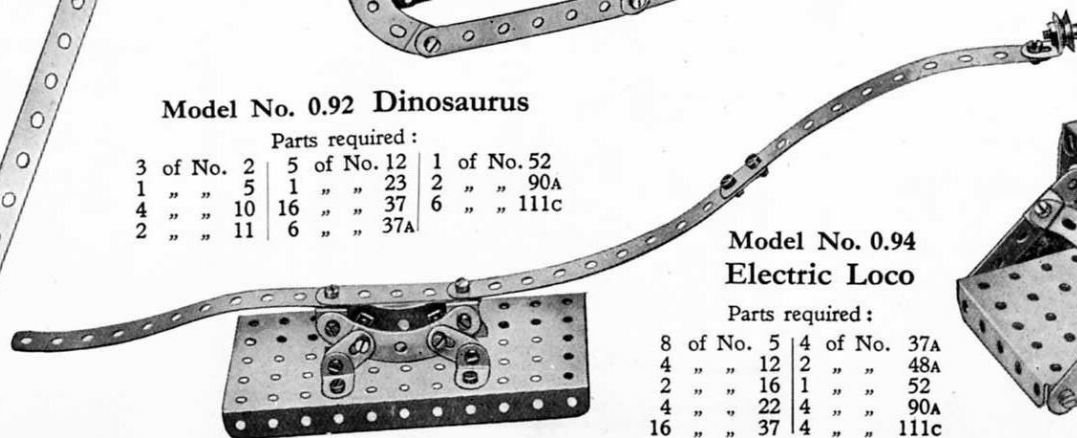 Model No. 0.92 Dinosaurus
Parts required :
3 of No. 2 | 5 of No. 12 | 1 of No. 52
1 „ „ 5 | 1 „ „ 23 | 2 „ „ 90A
4 „ „ 10 | 16 „ „ 37 | 6 „ „ 111c
2 „ „ 11 | 6 „ „ 37A
Model No. 0.94
Electric Loco
Parts required :
8 of No. 5 | 4 of No. 37A
4 „ „ 12 | 2 „ „ 48A
2 „ „ 16 | 1 „ „ 52
4 „ „ 22 | 4 „ „ 90A
16 „ „ 37 | 4 „ „ 111c